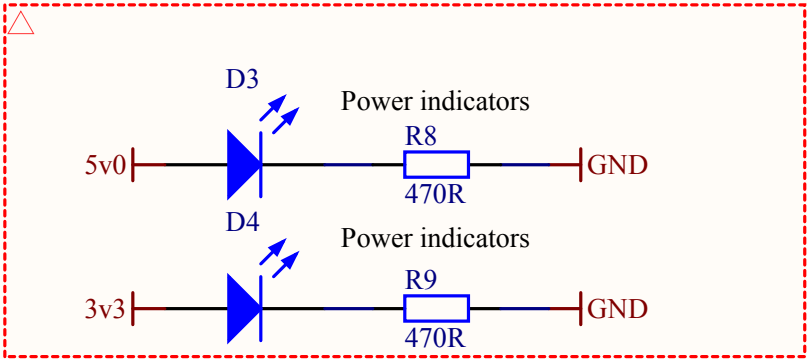 D3
Power indicators
R8
5v0
GND
470R
D4
Power indicators
R9
3v3
GND
470R